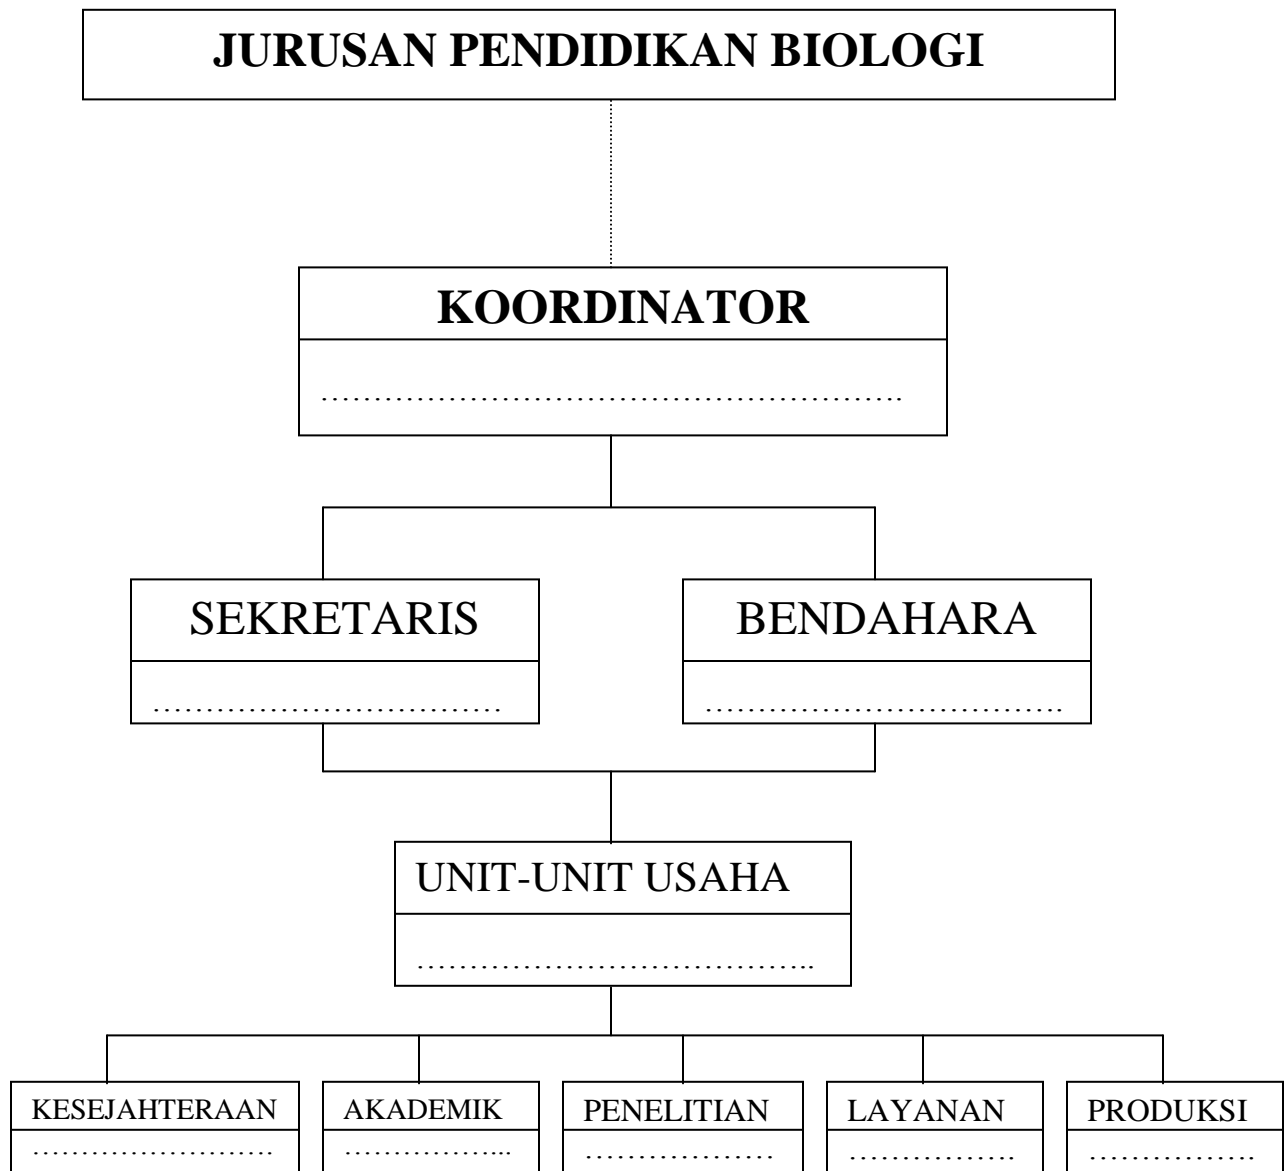 JURUSAN PENDIDIKAN BIOLOGI
KOORDINATOR
…………………………………………………….
SEKRETARIS
……………………………
BENDAHARA
…………………………….
UNIT-UNIT USAHA
………………………………..
KESEJAHTERAAN
…………………….
AKADEMIK
……………...
PENELITIAN
………………
LAYANAN
…………….
PRODUKSI
…………….